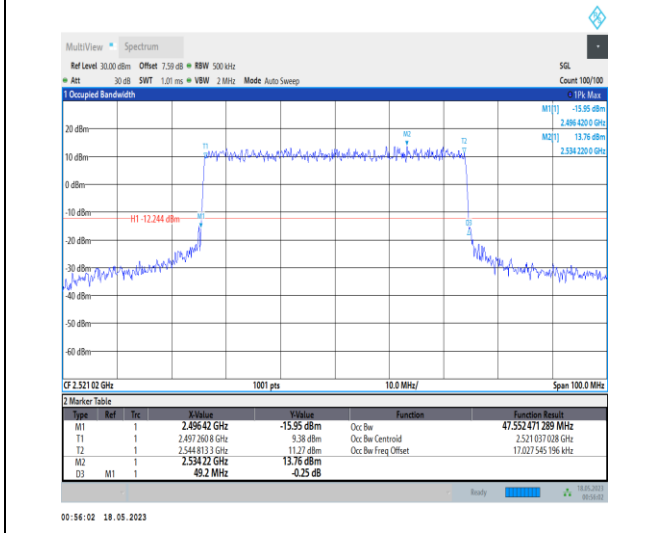 MultiView Spectrum
Ref Level 30.00 dBm Offset 7.59 dB RBW 500 kHz SGL
Att 30 dB SWT 1.01 ms VBW 2 MHz Mode Auto Sweep Count 100/100
1 Occupied Bandwidth 1Pk Max
M1[1] -15.95 dBm
2.496 420 0 GHz
M2[1] 13.76 dBm
2.534 220 0 GHz
20 dBm
M2
T1
T2
10 dBm
0 dBm
-10 dBm
H1 -12.244 dBm
M1
D3
-20 dBm
-30 dBm
-40 dBm
-50 dBm
-60 dBm
CF 2.521 02 GHz 1001 pts 10.0 MHz/ Span 100.0 MHz
2 Marker Table
Type Ref Trc X-Value Y-Value Function Function Result
M1 1 2.496 42 GHz -15.95 dBm Occ Bw 47.552 471 289 MHz
T1 1 2.497 260 8 GHz 9.38 dBm Occ Bw Centroid 2.521 037 028 GHz
T2 1 2.544 813 3 GHz 11.27 dBm Occ Bw Freq Offset 17.027 545 196 kHz
M2 1 2.534 22 GHz 13.76 dBm
D3 M1 1 49.2 MHz -0.25 dB
Ready 18.05.2023
00:56:02
00:56:02 18.05.2023